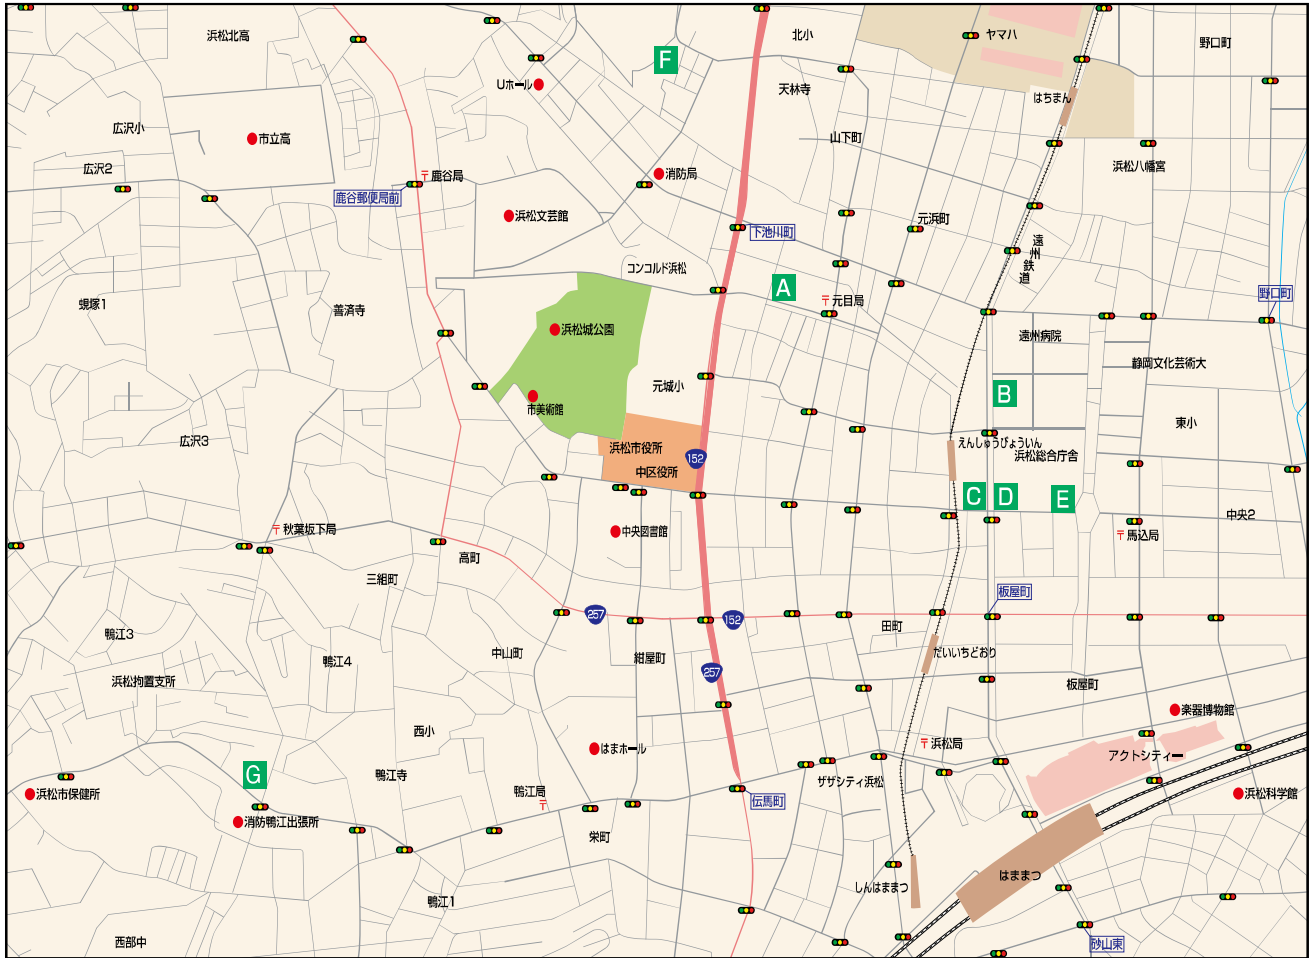 浜松北高
北小
ヤマハ
野口町
F
Uホール
天林寺
はちまん
広沢小
市立高
山下町
広沢2
鹿谷局
消防局
浜松八幡宮
鹿谷郵便局前
浜松文芸館
下池川町
元浜町
遠州鉄道
コンコルド浜松
A
元目局
野口町
蜆塚1
善済寺
浜松城公園
遠州病院
静岡文化芸術大
元城小
B
市美術館
東小
広沢3
浜松市役所
えんしゅうびょういん
浜松総合庁舎
152
中区役所
C
D
E
秋葉坂下局
中央図書館
中央2
馬込局
高町
三組町
板屋町
257
152
鴨江3
田町
中山町
紺屋町
だいいちどおり
鴨江4
257
浜松拘置支所
板屋町
楽器博物館
西小
はまホール
浜松局
アクトシティー
G
鴨江寺
ザザシティ浜松
浜松市保健所
鴨江局
伝馬町
浜松科学館
消防鴨江出張所
栄町
しんはままつ
はままつ
鴨江1
西部中
砂山東